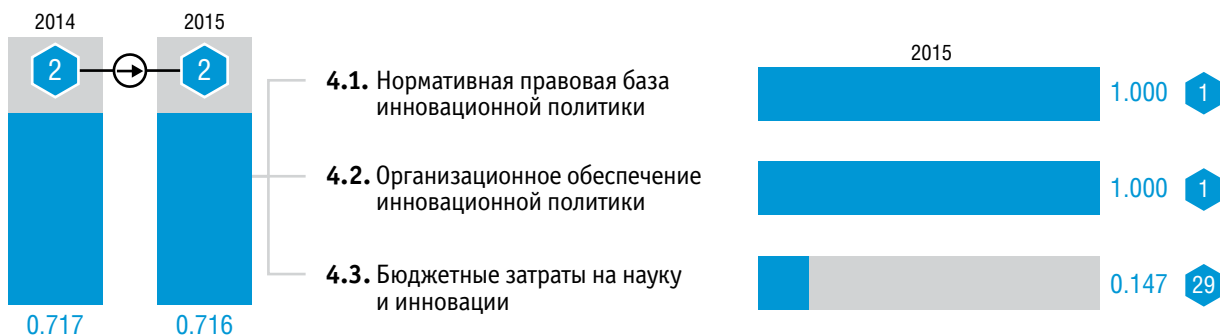 2014
2015
2
2
0.717
0.716
4.1. Нормативная правовая база
инновационной политики
4.2. Организационное обеспечение
инновационной политики
4.3. Бюджетные затраты на науку
и инновации
2015
1.000 1
1.000 1
0.147 29